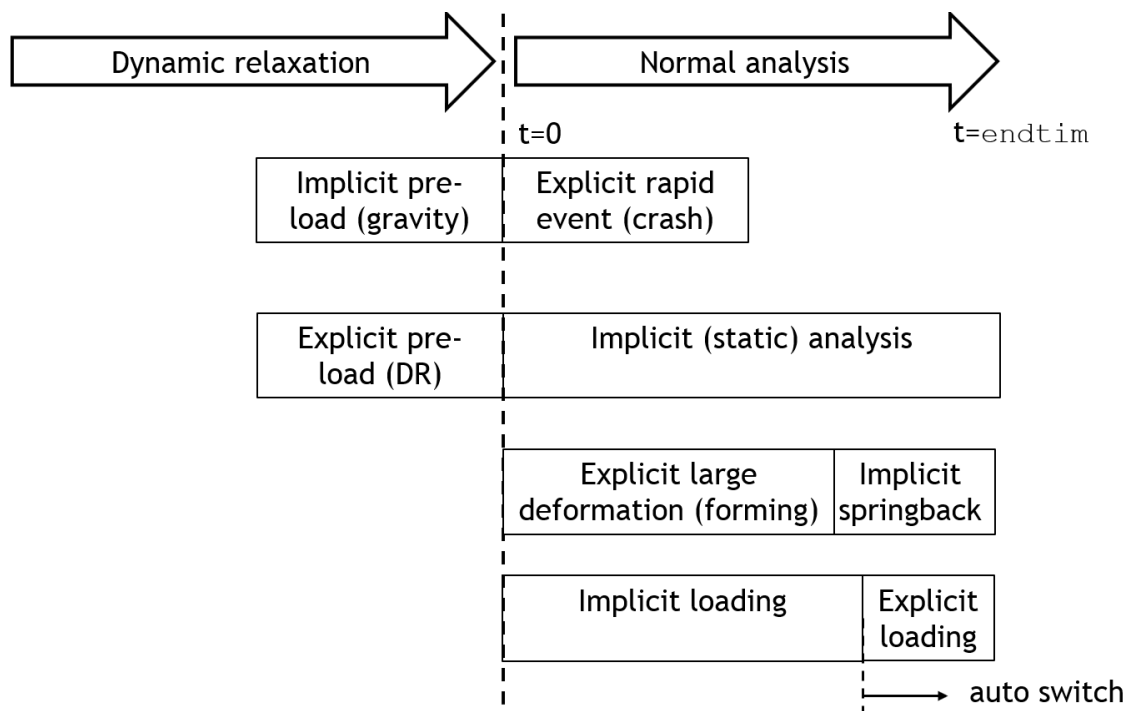 Dynamic relaxation
Normal analysis
t=0
t=endtim
Implicit pre-
load (gravity)
Explicit rapid
event (crash)
Explicit pre-
load (DR)
Implicit (static) analysis
Explicit large
deformation (forming)
Implicit
springback
Implicit loading
Explicit
loading
auto switch